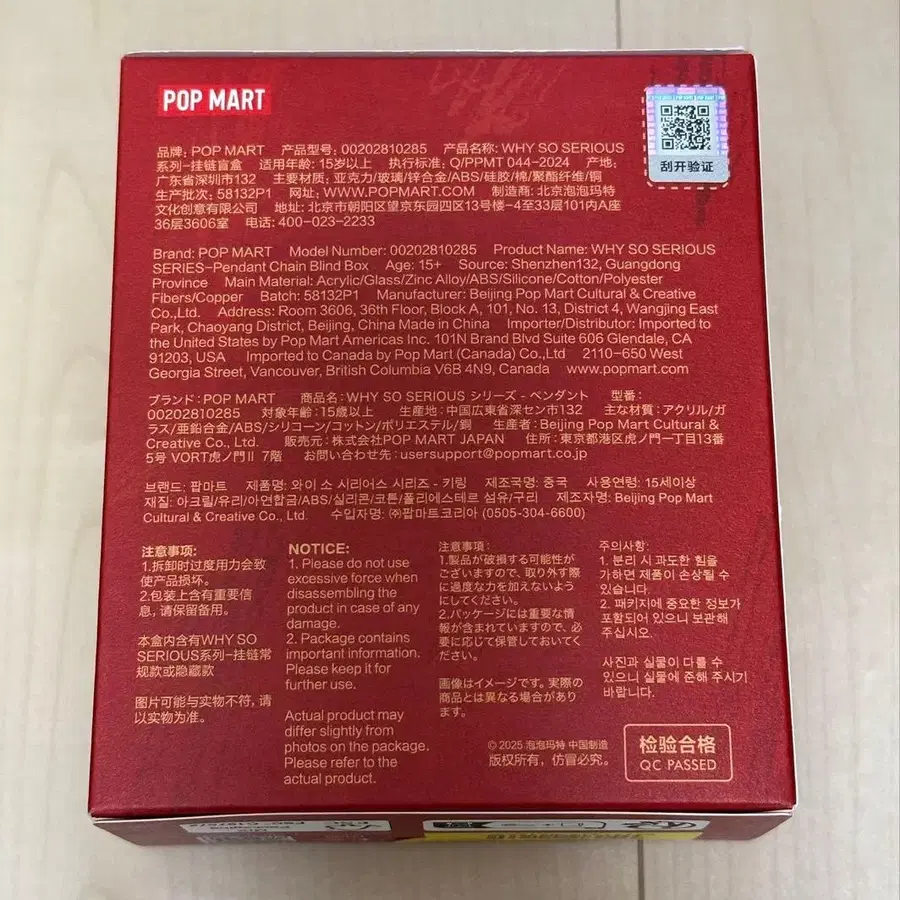 POP MART
刮开验证
品牌: POP MART 产品型号: 00202810285 产品名称: WHY SO SERIOUS
系列-挂链盲盒 适用年龄: 15岁以上 执行标准: Q/PPMT 044-2024 产地:
广东省深圳市132 主要材质: 亚克力/玻璃/锌合金/ABS/硅胶/棉/聚酯纤维/铜
生产批次: 58132P1 网址: WWW.POPMART.COM 制造商: 北京泡泡玛特
文化创意有限公司 地址: 北京市朝阳区望京东园四区13号楼-4至33层101内A座
36层3606室 电话: 400-023-2233
Brand: POP MART Model Number: 00202810285 Product Name: WHY SO SERIOUS
SERIES-Pendant Chain Blind Box Age: 15+ Source: Shenzhen132, Guangdong
Province Main Material: Acrylic/Glass/Zinc Alloy/ABS/Silicone/Cotton/Polyester
Fibers/Copper Batch: 58132P1 Manufacturer: Beijing Pop Mart Cultural & Creative
Co.,Ltd. Address: Room 3606, 36th Floor, Block A, 101, No. 13, District 4, Wangjing East
Park, Chaoyang District, Beijing, China Made in China Importer/Distributor: Imported to
the United States by Pop Mart Americas Inc. 101N Brand Blvd Suite 606 Glendale, CA
91203, USA Imported to Canada by Pop Mart (Canada) Co.,Ltd 2110-650 West
Georgia Street, Vancouver, British Columbia V6B 4N9, Canada www.popmart.com
ブランド: POP MART 商品名: WHY SO SERIOUS シリーズ - ペンダント 型番:
00202810285 対象年齢: 15歳以上 生産地: 中国広東省深セン市132 主な材質: アクリル/ガ
ラス/亜鉛合金/ABS/シリコーン/コットン/ポリエステル/銅 生産者: Beijing Pop Mart Cultural &
Creative Co., Ltd. 販売元: 株式会社POP MART JAPAN 住所: 東京都港区虎ノ門一丁目13番
5号 VORT虎ノ門Ⅱ 7階 お問い合わせ先: usersupport@popmart.co.jp
브랜드: 팝마트 제품명: 와이 소 시리어스 시리즈 - 키링 제조국명: 중국 사용연령: 15세이상
재질: 아크릴/유리/아연합금/ABS/실리콘/코튼/폴리에스테르 섬유/구리 제조자명: Beijing Pop Mart
Cultural & Creative Co., Ltd. 수입자명: ㈜팝마트코리아 (0505-304-6600)
注意事项:
1.拆卸时过度用力会致
使产品损坏。
2.包装上含有重要信
息, 请保留备用。
本盒内含有WHY SO
SERIOUS系列-挂链常
规款或隐藏款
图片可能与实物不符, 请
以实物为准。
NOTICE:
1. Please do not use
excessive force when
disassembling the
product in case of any
damage.
2. Package contains
important information.
Please keep it for
further use.
Actual product may
differ slightly from
photos on the package.
Please refer to the
actual product.
注意事項:
1.製品が破損する可能性が
ございますので、取り外す際
に過度な力を加えないよう
にしてください。
2.パッケージには重要な情
報が含まれていますので、必
要に応じて保管しておいてく
ださい。
画像はイメージです。実際の
商品とは異なる場合があり
ます。
주의사항:
1. 분리 시 과도한 힘을
가하면 제품이 손상될 수
있습니다.
2. 패키지에 중요한 정보가
포함되어 있으니 보관해
주십시오.
사진과 실물이 다를 수
있으니 실물에 준해 주시기
바랍니다.
© 2025 泡泡玛特 中国制造
版权所有, 仿冒必究。
检验合格
QC PASSED